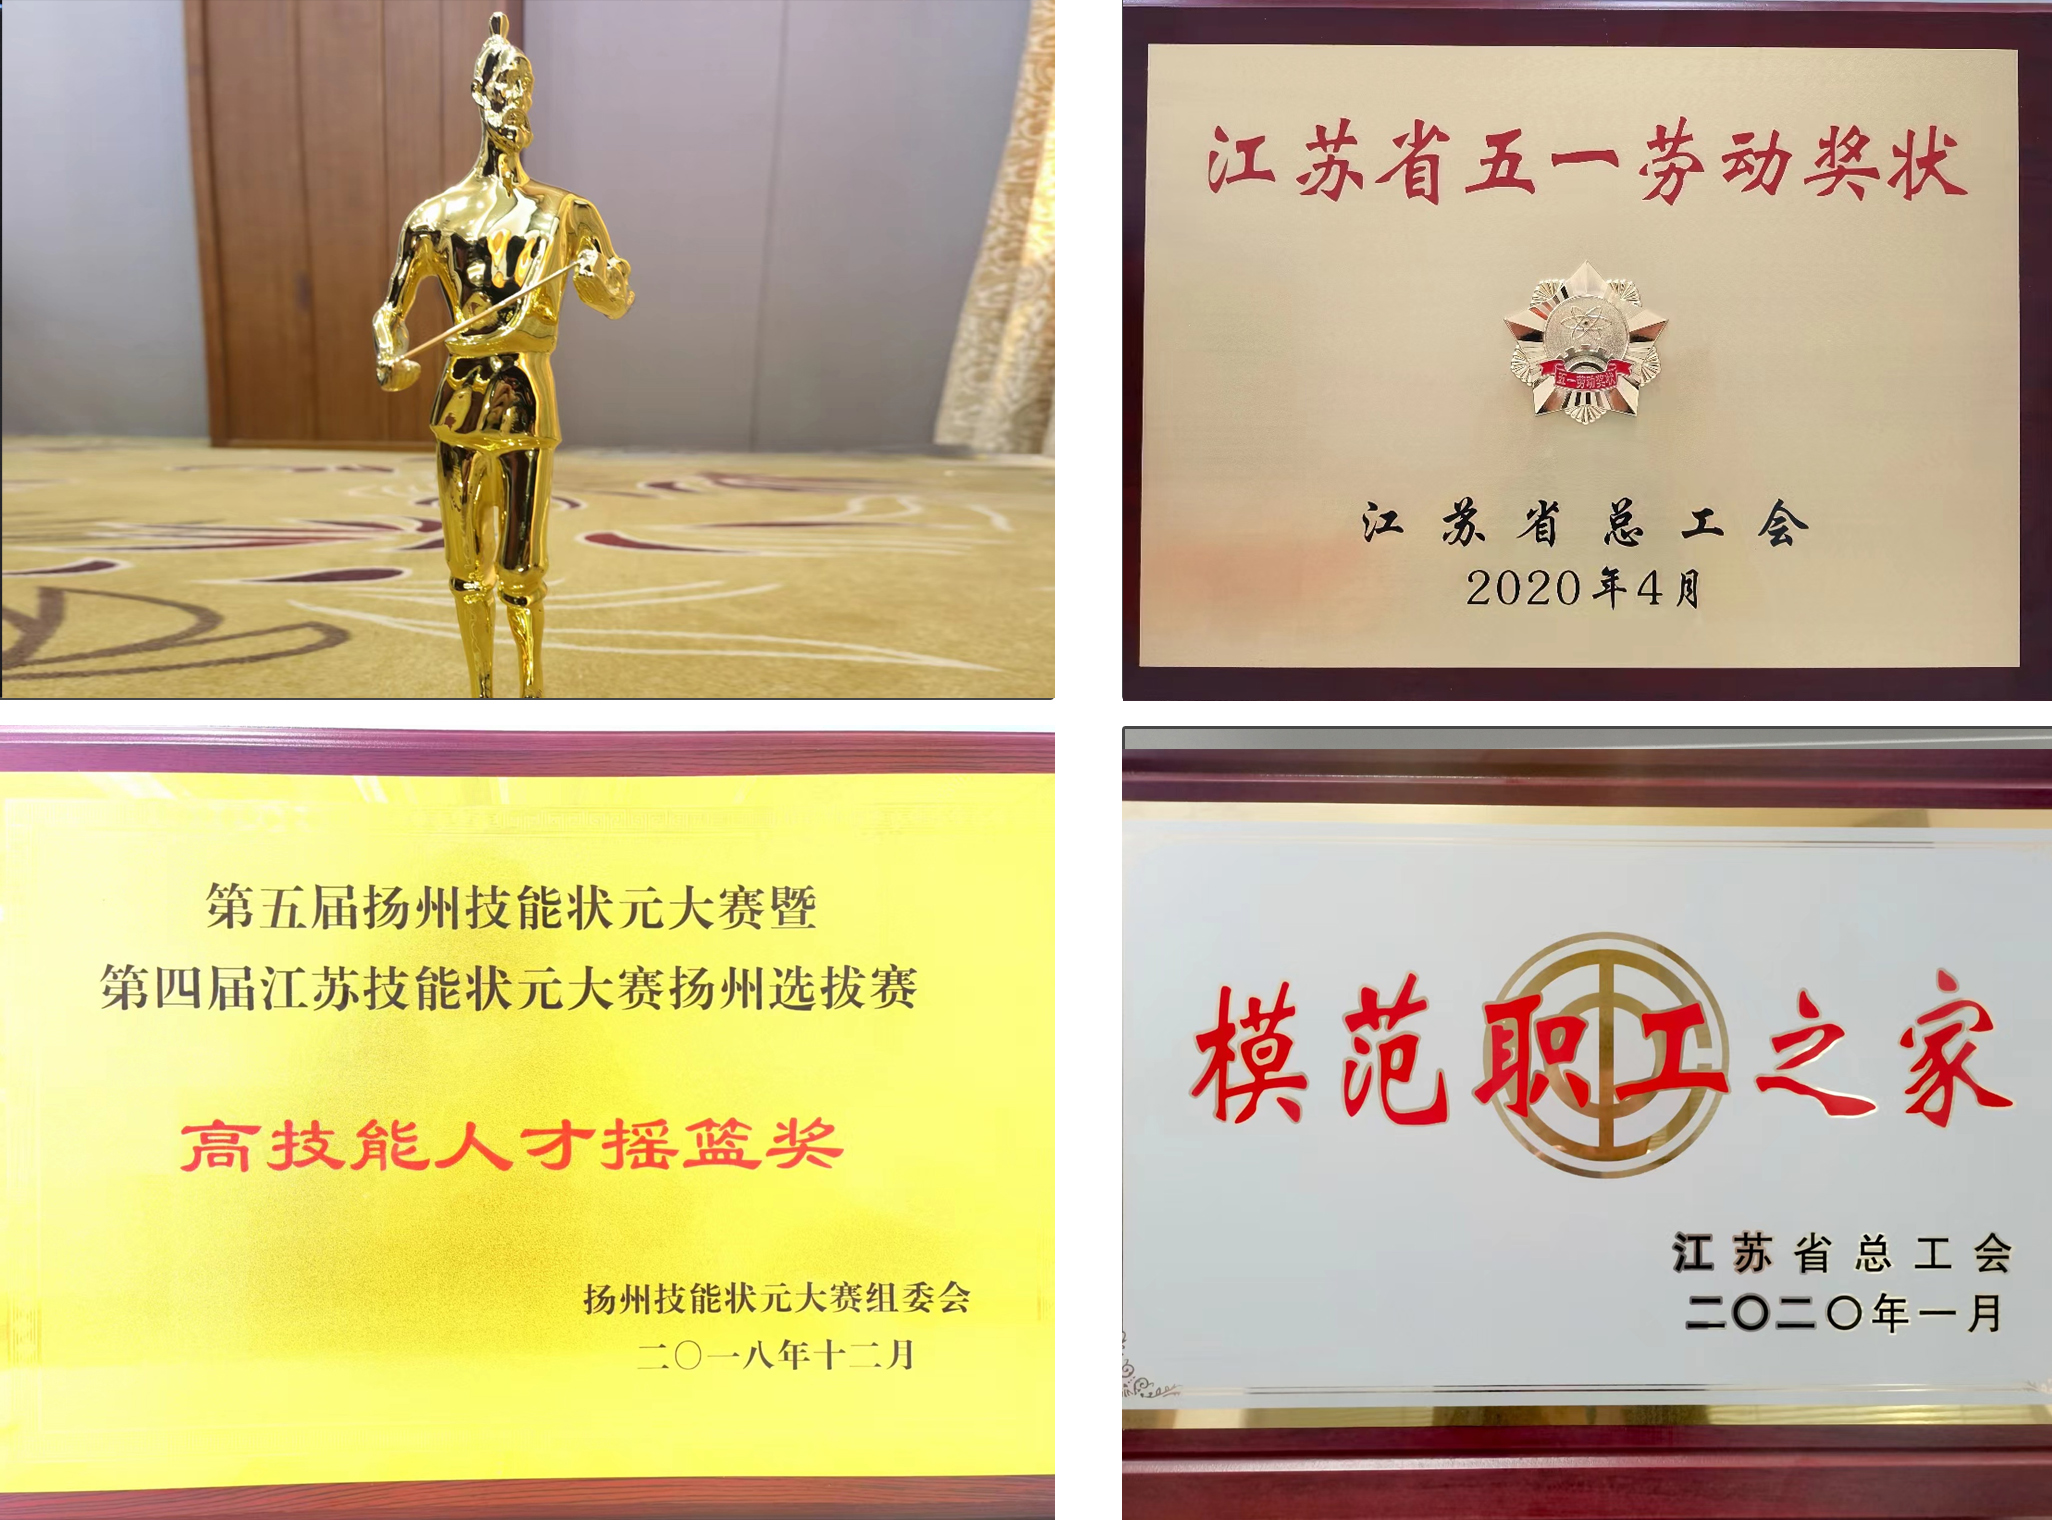 江苏省五一劳动奖状
五一劳动奖状
江苏省总工会
2020年4月
第五届扬州技能状元大赛暨
第四届江苏技能状元大赛扬州选拔赛
高技能人才摇篮奖
扬州技能状元大赛组委会
二〇一八年十二月
模范职工之家
江苏省总工会
二〇二〇年一月